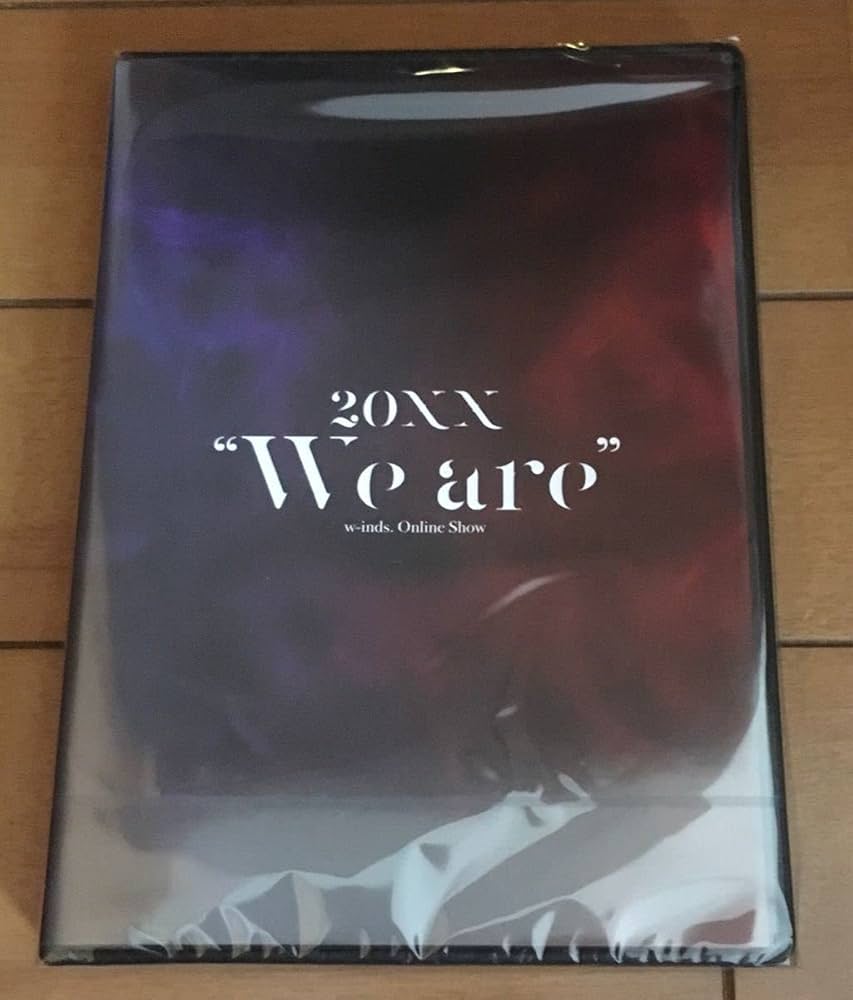 20XX
“We are”
w-inds. Online Show